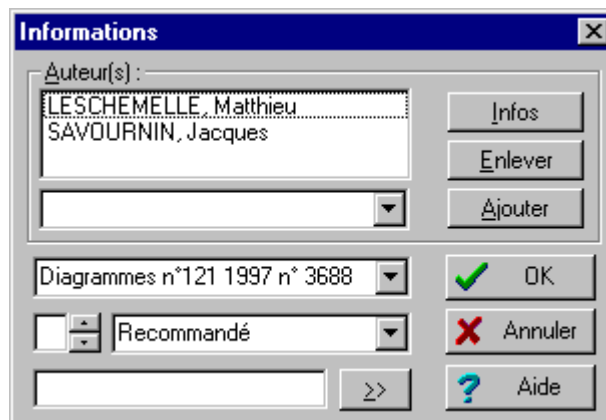 Informations
Auteur(s) :
LESCHEMELLE, Matthieu
SAVOURNIN, Jacques
Infos
Enlever
Ajouter
Diagrammes n°121 1997 n° 3688
OK
Recommandé
Annuler
>>
Aide